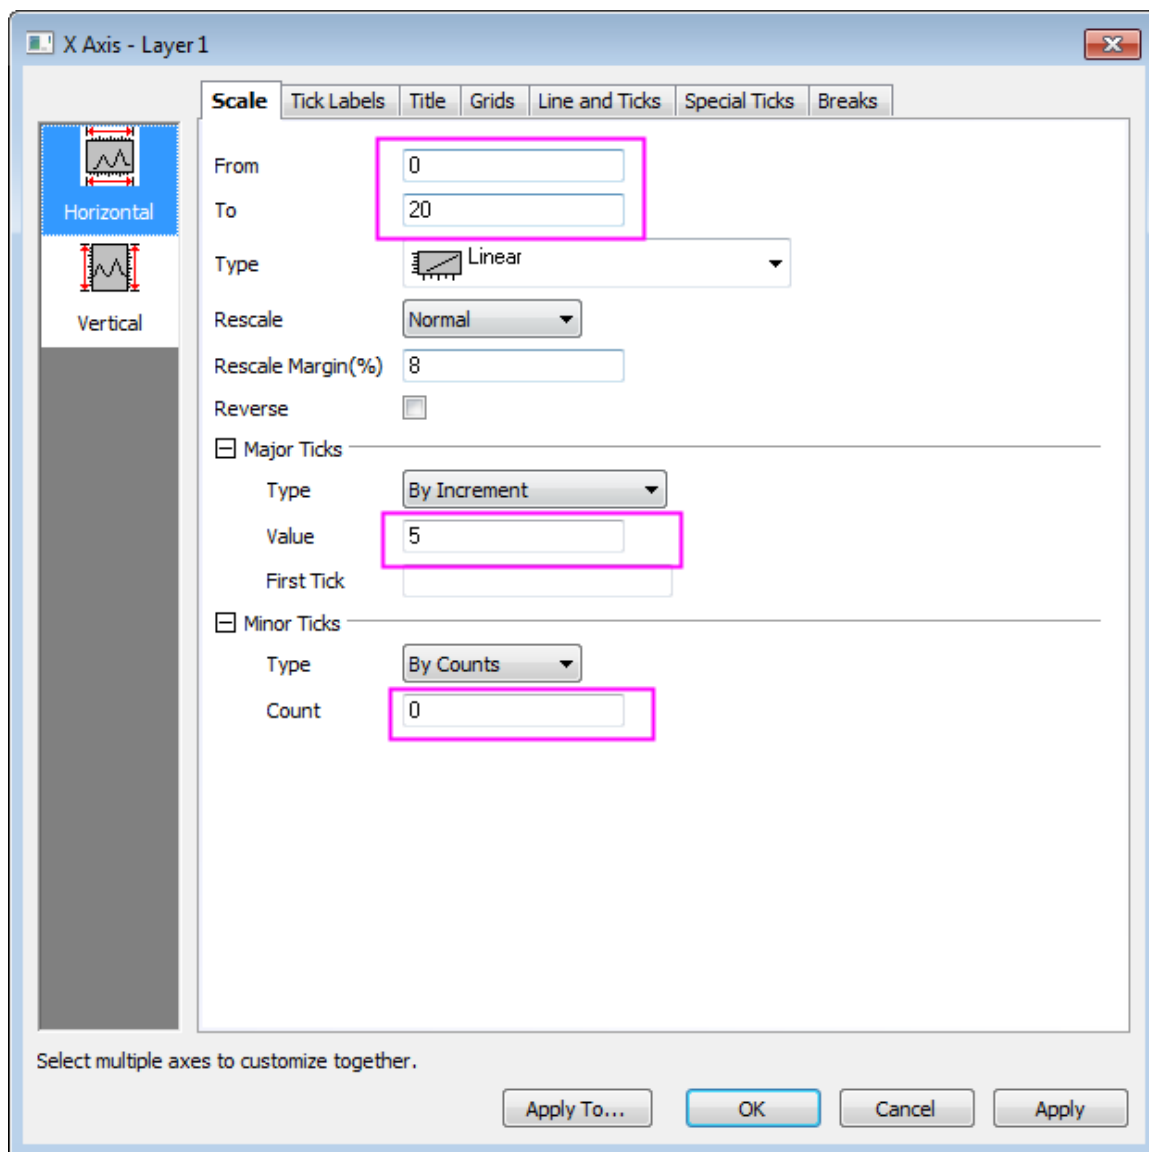 X Axis - Layer 1
Scale Tick Labels Title Grids Line and Ticks Special Ticks Breaks
Horizontal
Vertical
From 0
To 20
Type Linear
Rescale Normal
Rescale Margin(%) 8
Reverse
Major Ticks
Type By Increment
Value 5
First Tick
Minor Ticks
Type By Counts
Count 0
Select multiple axes to customize together.
Apply To... OK Cancel Apply